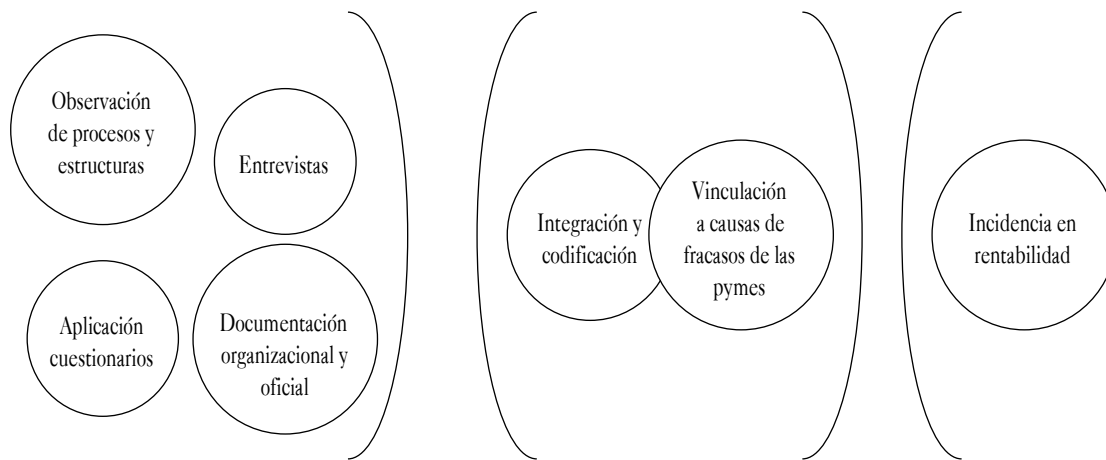 Observación
de procesos y
estructuras
Entrevistas
Aplicación
cuestionarios
Documentación
organizacional y
oficial
Integración y
codificación
Vinculación
a causas de
fracasos de las
pymes
Incidencia en
rentabilidad